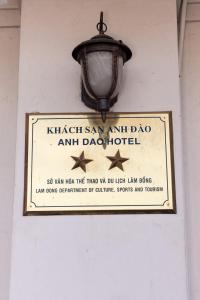 KHÁCH SẠN ANH ĐÀO
ANH DAO HOTEL
SỞ VĂN HÓA THỂ THAO VÀ DU LỊCH LÂM ĐỒNG
LAM DONG DEPARTMENT OF CULTURE, SPORTS AND TOURISM